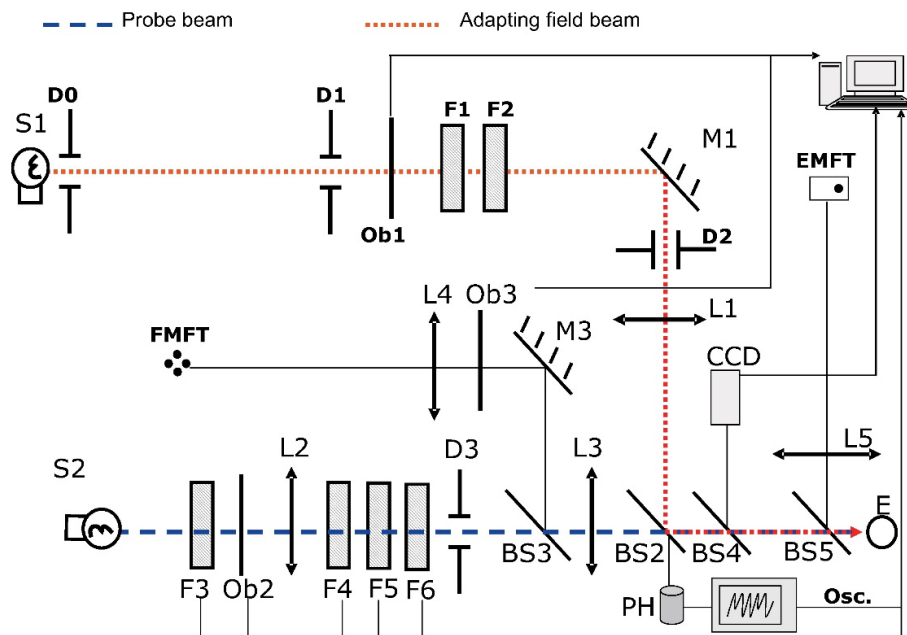 Probe beam
Adapting field beam
D0
D1
S1
F1
F2
M1
EMFT
Ob1
D2
L4
Ob3
L1
M3
FMFT
CCD
L2
D3
L3
L5
S2
E
BS3
BS2
BS4
BS5
F3
Ob2
F4
F5
F6
PH
Osc.